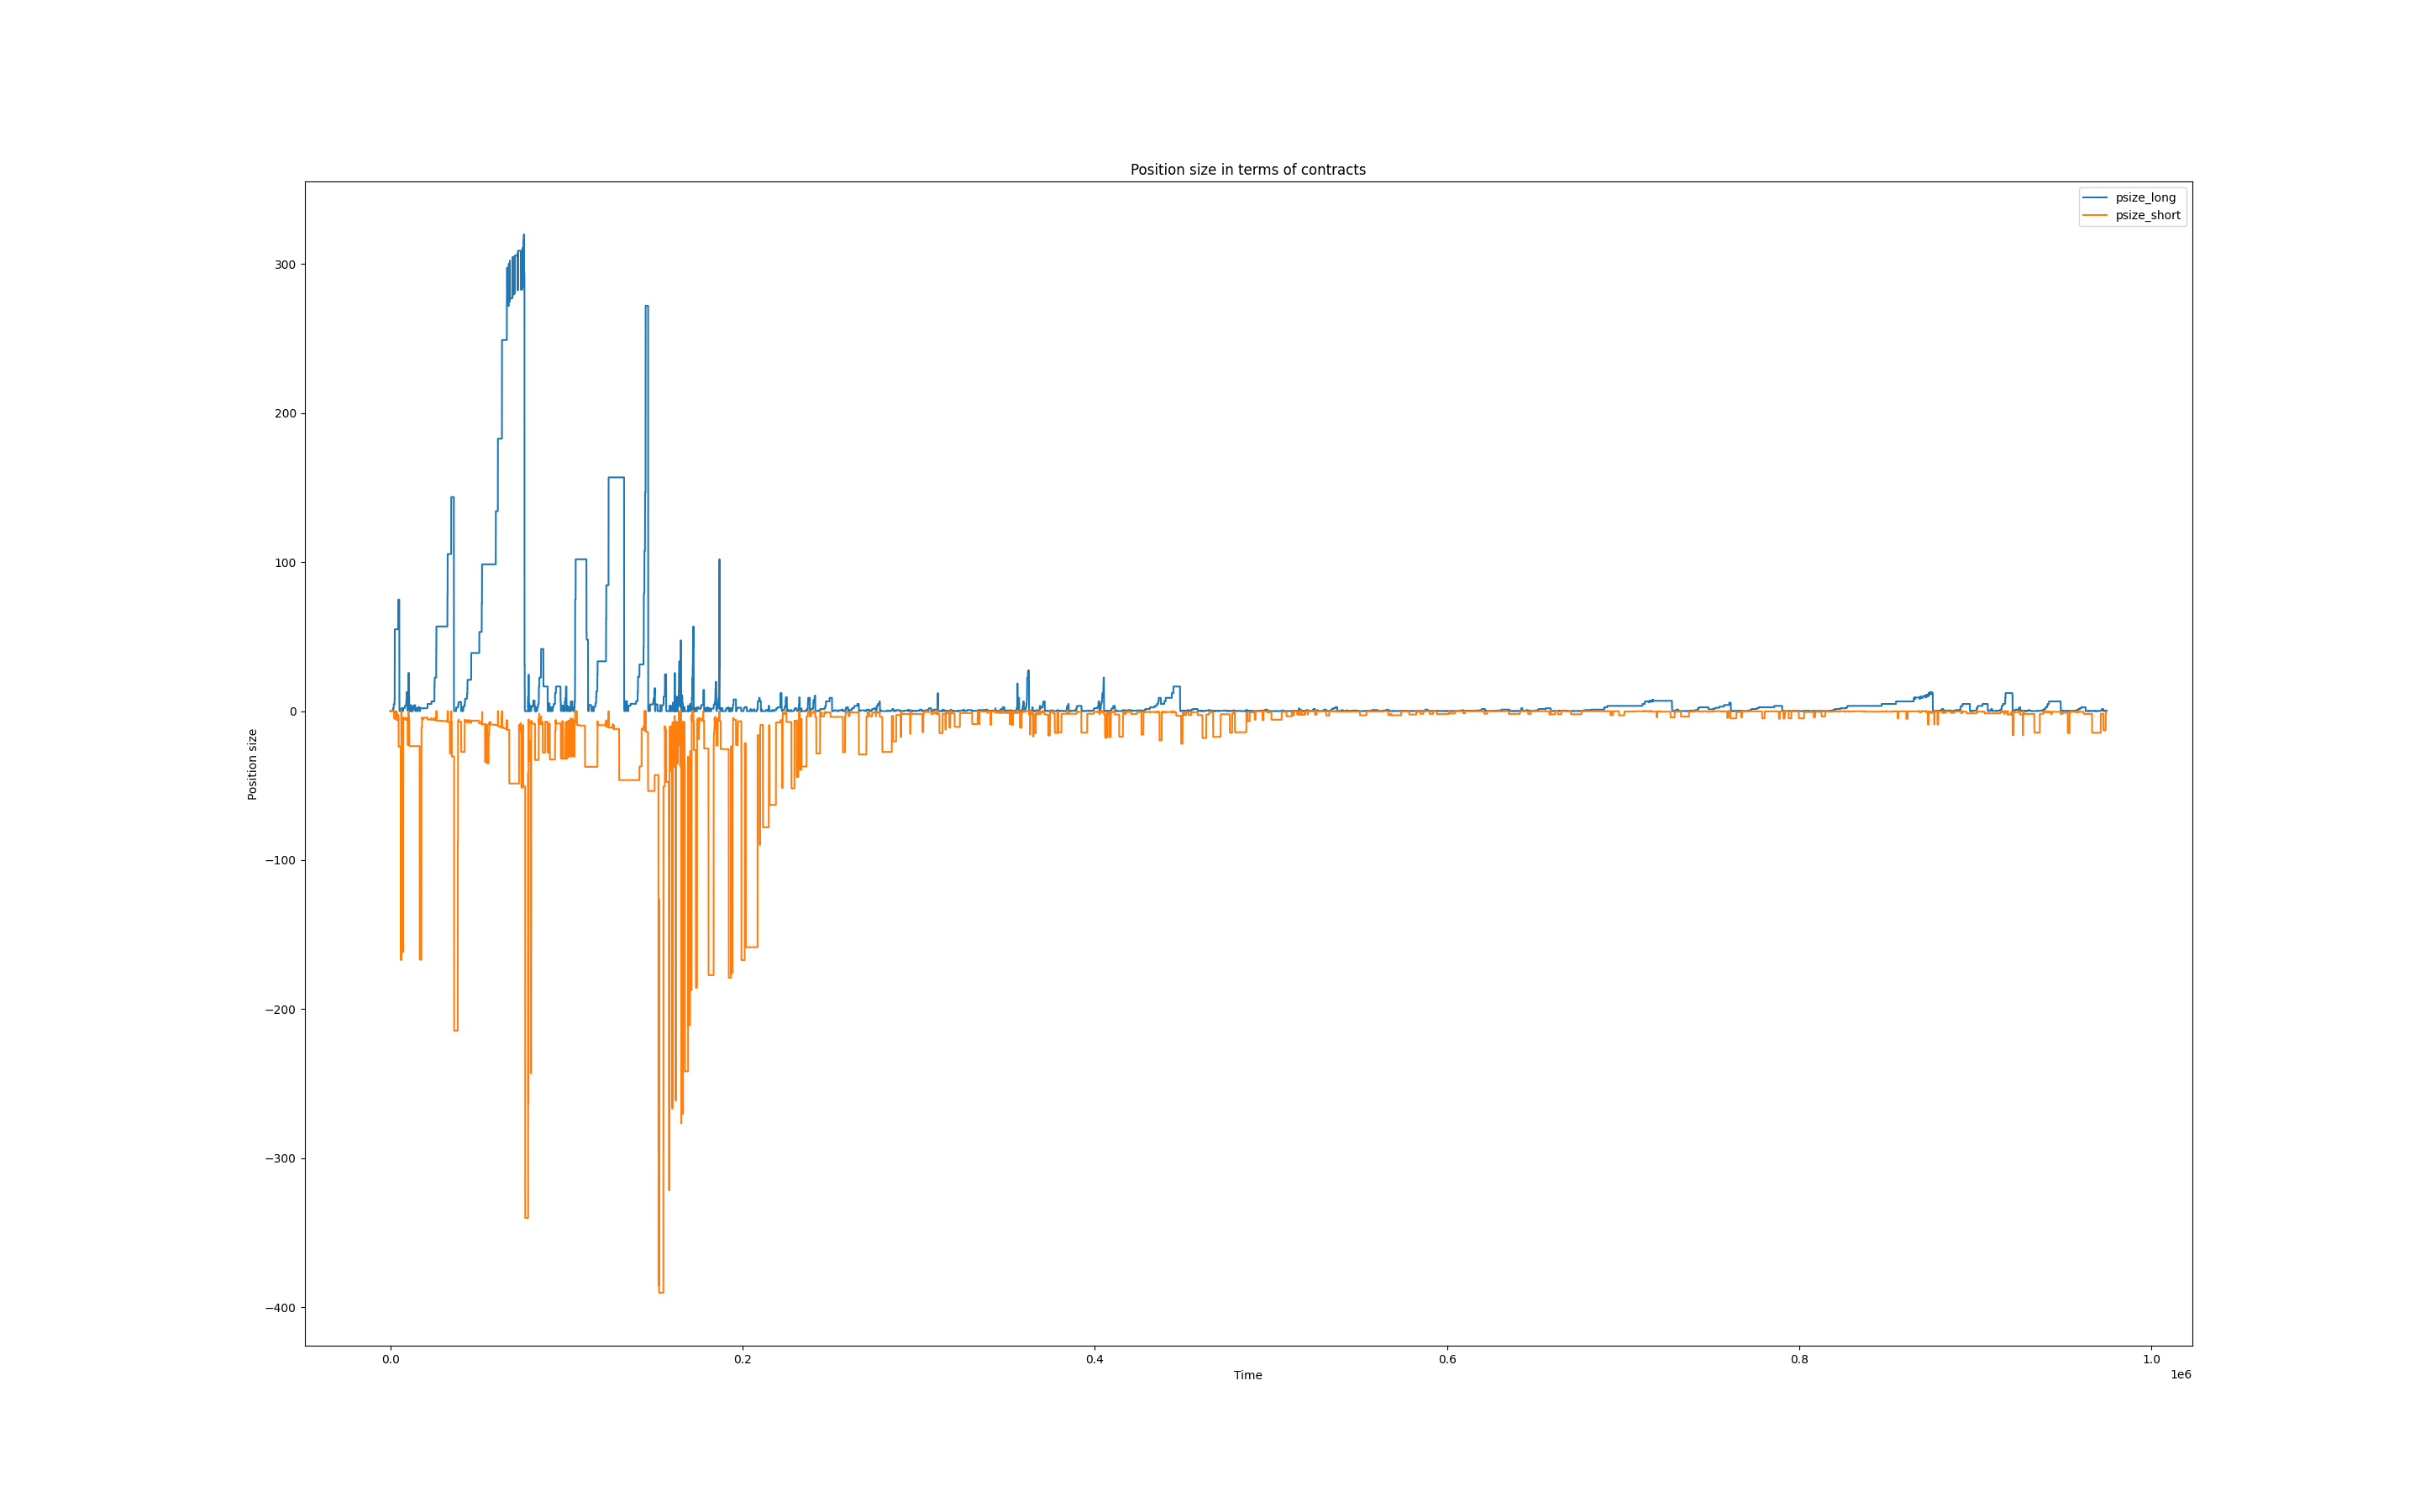 Position size in terms of contracts
psize_long
psize_short
300
200
100
0
−100
−200
−300
−400
Position size
0.0
0.2
0.4
0.6
0.8
1.0
1e6
Time